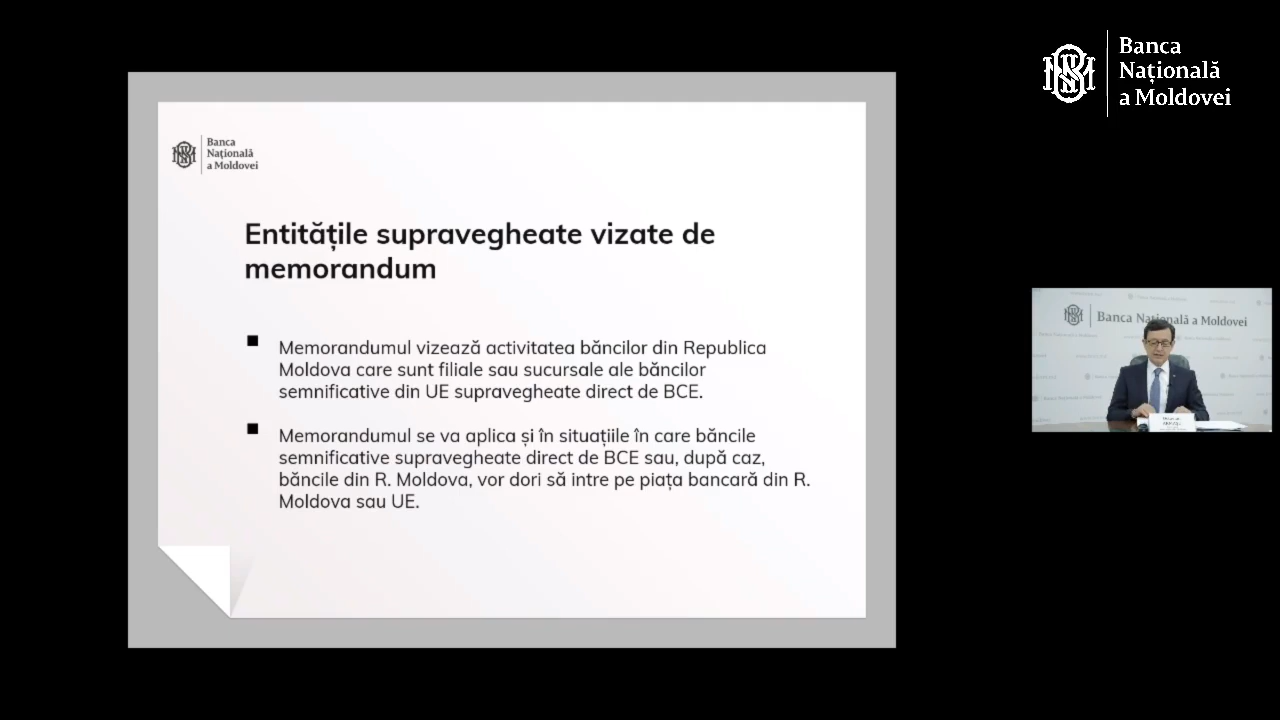 Banca
Națională
a Moldovei
Banca
Națională
a Moldovei
Entitățile supravegheate vizate de
memorandum
Memorandumul vizează activitatea băncilor din Republica
Moldova care sunt filiale sau sucursale ale băncilor
semnificative din UE supravegheate direct de BCE.
Memorandumul se va aplica și în situațiile în care băncile
semnificative supravegheate direct de BCE sau, după caz,
băncile din R. Moldova, vor dori să intre pe piața bancară din R.
Moldova sau UE.
Banca Națională a Moldovei